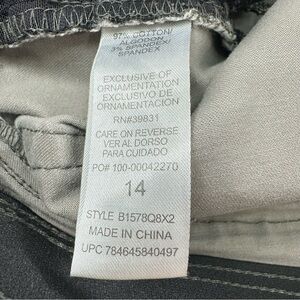 97% COTTON/
ALGODON
3% SPANDEX/
SPANDEX
EXCLUSIVE OF
ORNAMENTATION
EXCLUSIVO DE
ORNAMENTACION
RN#39831
CARE ON REVERSE
VER AL DORSO
PARA CUIDADO
PO# 100-00042270
14
STYLE B1578Q8X2
MADE IN CHINA
UPC 784645840497